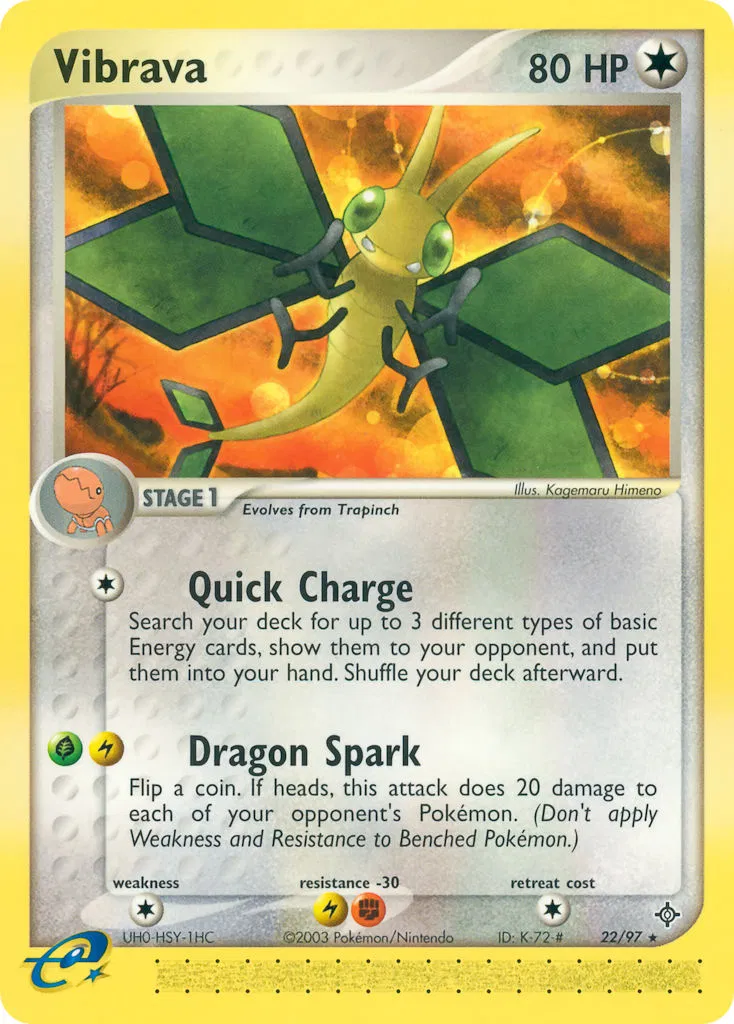 Vibrava
80 HP
Illus. Kagemaru Himeno
STAGE 1
Evolves from Trapinch
Quick Charge
Search your deck for up to 3 different types of basic
Energy cards, show them to your opponent, and put
them into your hand. Shuffle your deck afterward.
Dragon Spark
Flip a coin. If heads, this attack does 20 damage to
each of your opponent's Pokémon. (Don't apply
Weakness and Resistance to Benched Pokémon.)
weakness
resistance -30
retreat cost
UH0-HSY-1HC
©2003 Pokémon/Nintendo
ID: K-72-#
22/97 ★
e